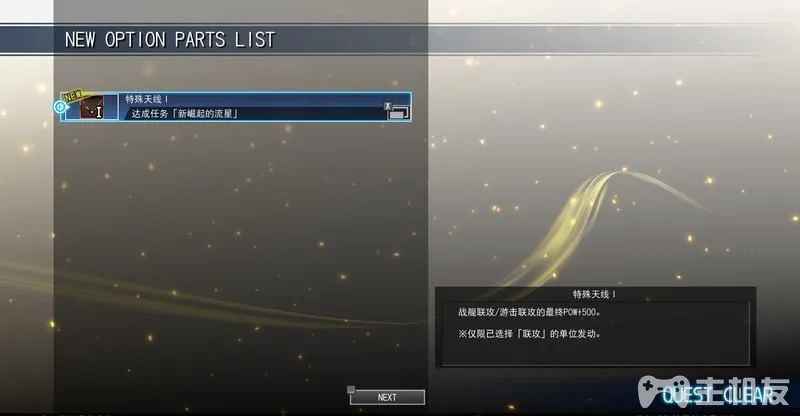 NEW OPTION PARTS LIST
NEW
I
特殊天线Ⅰ
达成任务「新崛起的流星」
X
特殊天线Ⅰ
战舰联攻/游击联攻的最终POW+500。
※仅限已选择「联攻」的单位发动。
NEXT
QUEST CLEAR
主机友